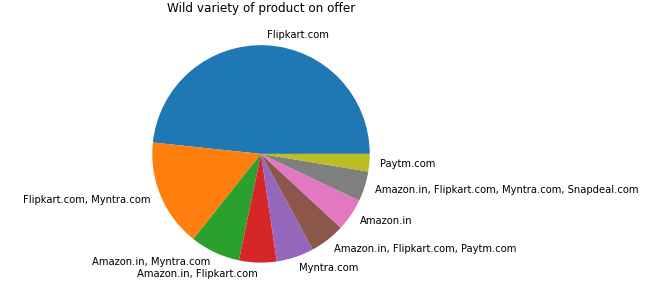 Wild variety of product on offer
Flipkart.com
Flipkart.com, Myntra.com
Amazon.in, Myntra.com
Amazon.in, Flipkart.com
Myntra.com
Amazon.in, Flipkart.com, Paytm.com
Amazon.in
Amazon.in, Flipkart.com, Myntra.com, Snapdeal.com
Paytm.com